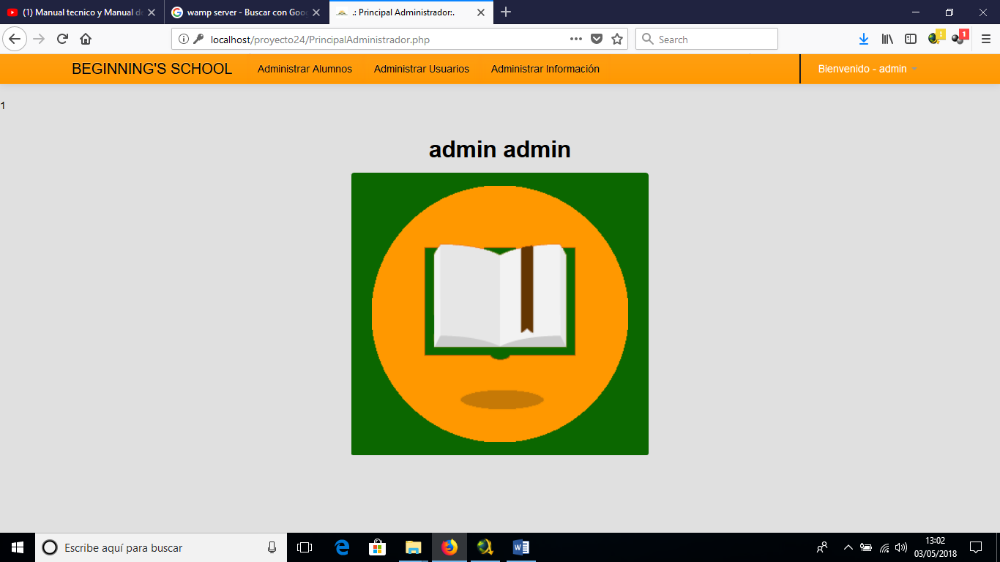 (1) Manual tecnico y Manual de
wamp server - Buscar con Goo
.: Principal Administrador:.
localhost/proyecto24/PrincipalAdministrador.php
Search
BEGINNING'S SCHOOL
Administrar Alumnos
Administrar Usuarios
Administrar Información
Bienvenido - admin
1
admin admin
Escribe aquí para buscar
13:02
03/05/2018